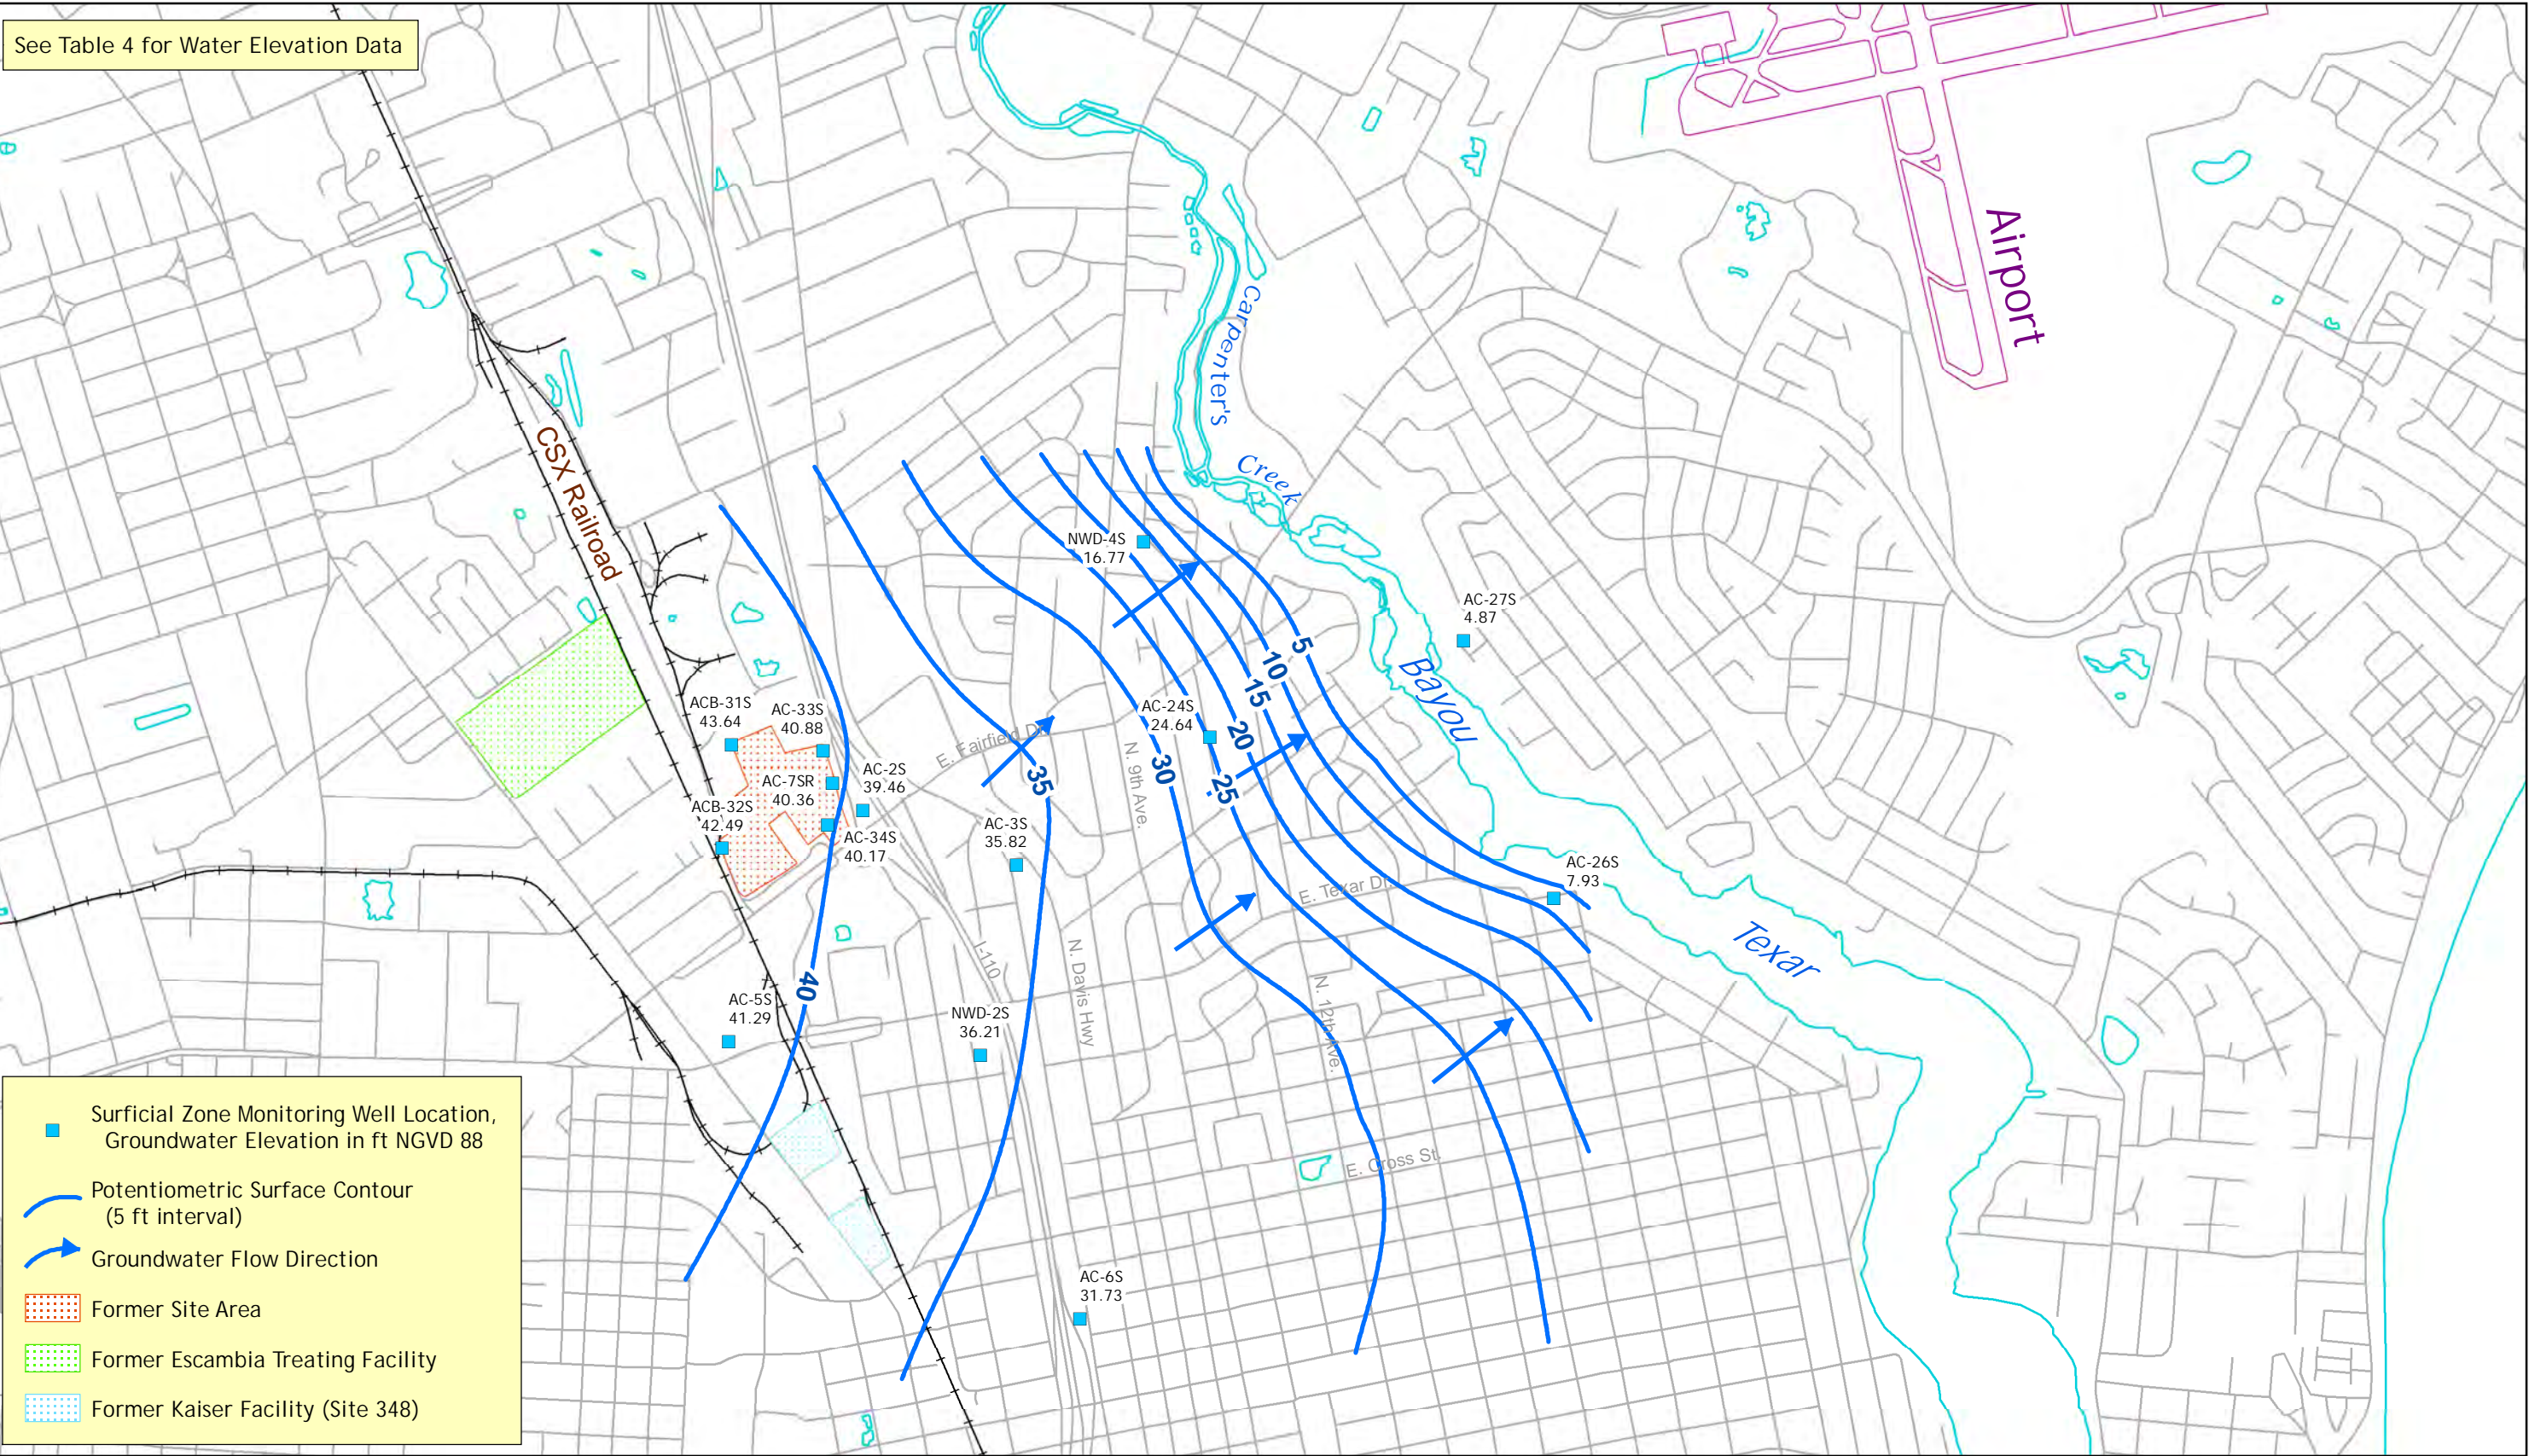 See Table 4 for Water Elevation Data
Airport
Carpenter's
Creek
CSX Railroad
NWD-4S
16.77
AC-27S
4.87
Bayou
5
10
15
20
25
30
35
40
ACB-31S
43.64
AC-33S
40.88
AC-24S
24.64
E. Fairfield Dr.
N. 9th Ave.
AC-7SR
40.36
AC-2S
39.46
ACB-32S
42.49
AC-34S
40.17
AC-3S
35.82
AC-26S
7.93
E. Texar Dr.
Texar
I-110
N. Davis Hwy
N. 12th Ave.
AC-5S
41.29
NWD-2S
36.21
E. Cross St.
AC-6S
31.73
Surficial Zone Monitoring Well Location,
Groundwater Elevation in ft NGVD 88
Potentiometric Surface Contour
(5 ft interval)
Groundwater Flow Direction
Former Site Area
Former Escambia Treating Facility
Former Kaiser Facility (Site 348)